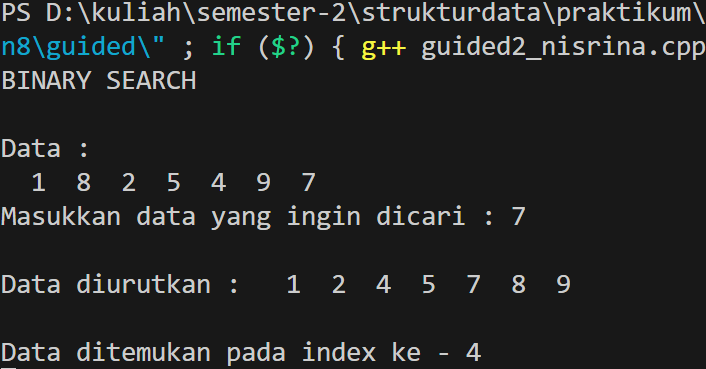 PS D:\kuliah\semester-2\strukturdata\praktikum\
n8\guided\" ; if ($?) { g++ guided2_nisrina.cpp
BINARY SEARCH
Data :
1 8 2 5 4 9 7
Masukkan data yang ingin dicari : 7
Data diurutkan : 1 2 4 5 7 8 9
Data ditemukan pada index ke - 4